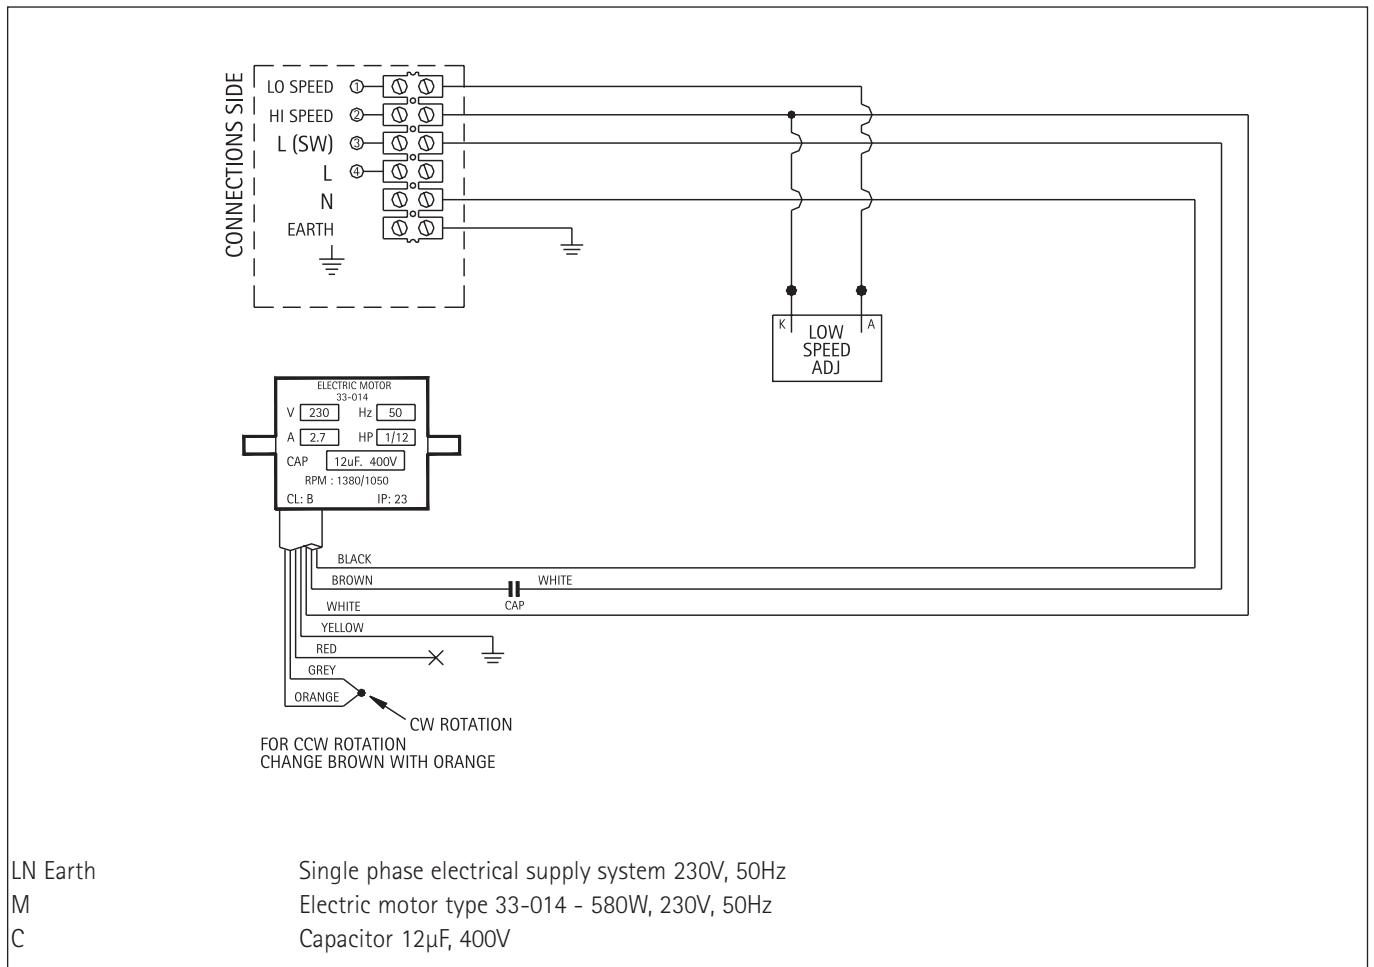 CONNECTIONS SIDE
LO SPEED 1
HI SPEED 2
L (SW) 3
L 4
N
EARTH
K A
LOW
SPEED
ADJ
ELECTRIC MOTOR
33-014
V 230 Hz 50
A 2.7 HP 1/12
CAP 12uF. 400V
RPM : 1380/1050
CL: B IP: 23
BLACK
BROWN WHITE
CAP
WHITE
YELLOW
RED
GREY
ORANGE
CW ROTATION
FOR CCW ROTATION
CHANGE BROWN WITH ORANGE
LN Earth Single phase electrical supply system 230V, 50Hz
M Electric motor type 33-014 - 580W, 230V, 50Hz
C Capacitor 12µF, 400V